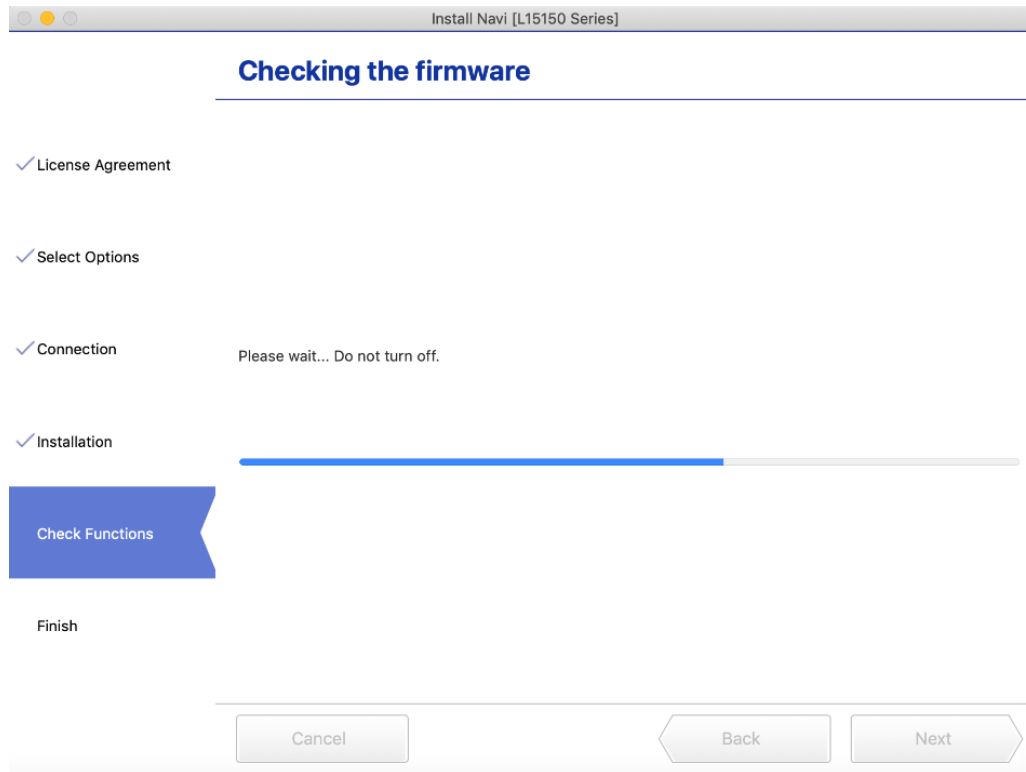 Install Navi [L15150 Series]
Checking the firmware
License Agreement
Select Options
Connection
Please wait... Do not turn off.
Installation
Check Functions
Finish
Cancel
Back
Next